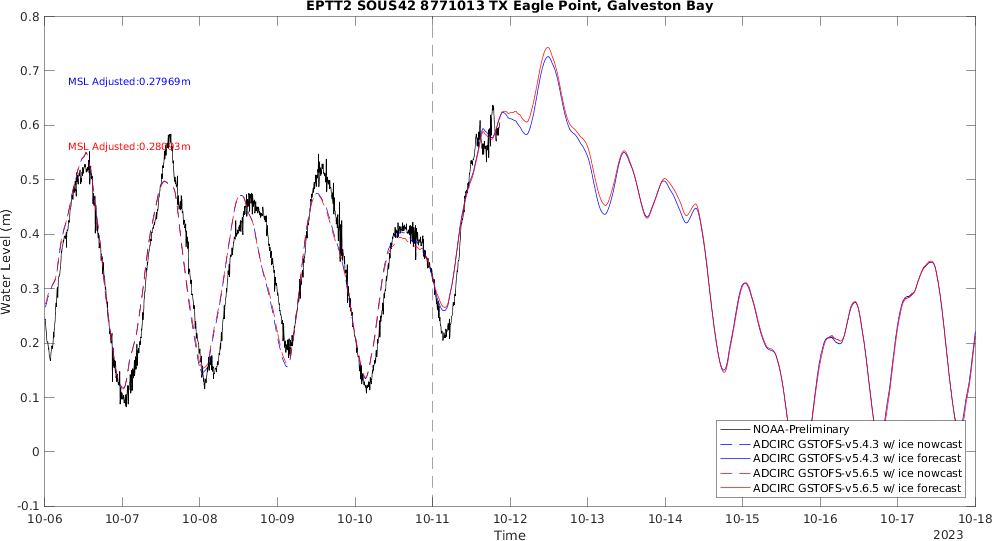 EPTT2 SOUS42 8771013 TX Eagle Point, Galveston Bay
0.8
0.7
0.6
0.5
0.4
0.3
0.2
0.1
0
-0.1
Water Level (m)
MSL Adjusted:0.27969m
MSL Adjusted:
NOAA-Preliminary
ADCIRC GSTOFS-v5.4.3 w/ ice nowcast
ADCIRC GSTOFS-v5.4.3 w/ ice forecast
ADCIRC GSTOFS-v5.6.5 w/ ice nowcast
ADCIRC GSTOFS-v5.6.5 w/ ice forecast
10-06 10-07 10-08 10-09 10-10 10-11 10-12 10-13 10-14 10-15 10-16 10-17 10-18
Time
2023